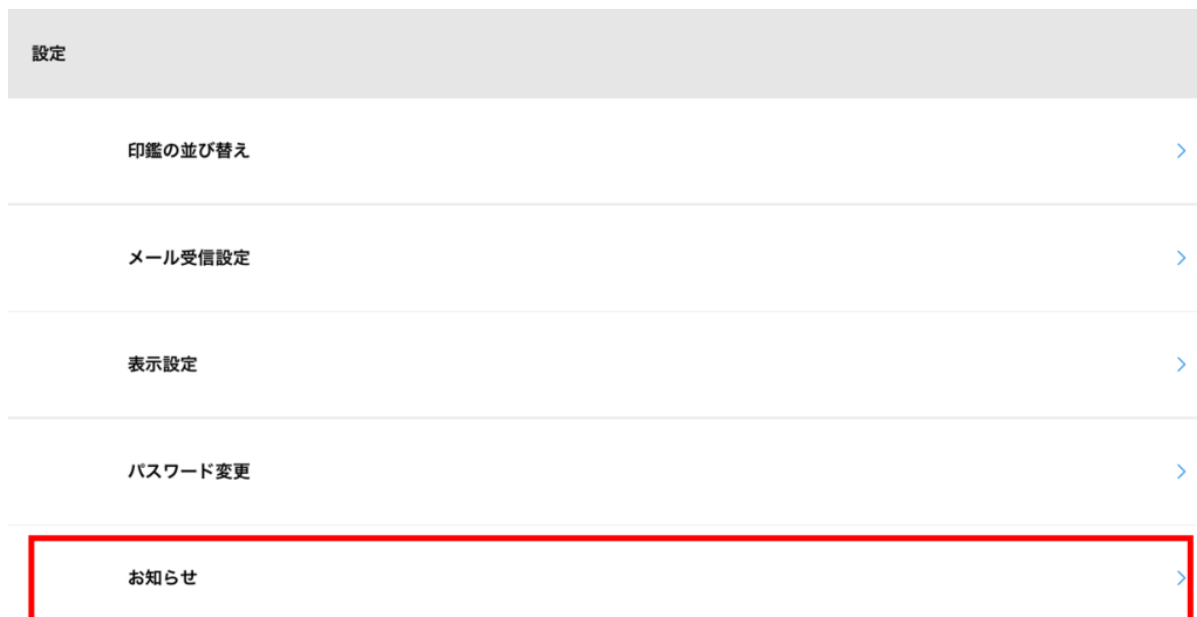 設定
印鑑の並び替え
メール受信設定
表示設定
パスワード変更
お知らせ